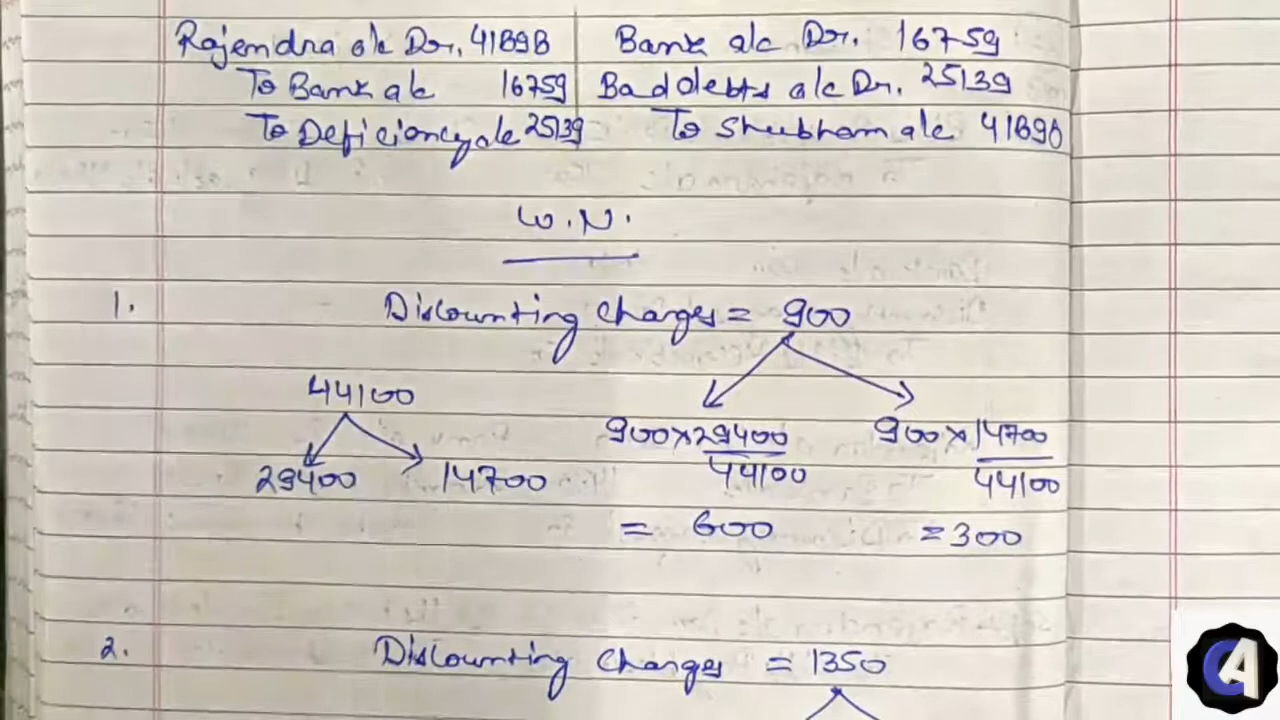 Rajendra a/c Dr. 41898 Bank a/c Dr. 16759
To Bank a/c 16759 Bad debts a/c Dr. 25139
To Deficiency a/c 25139 To Shubham a/c 41898
W.N.
1. Discounting Charges = 900
44100
900×29400 900×14700
29400 14700 44100 44100
= 600 = 300
2. Discounting Charges = 1350
CA